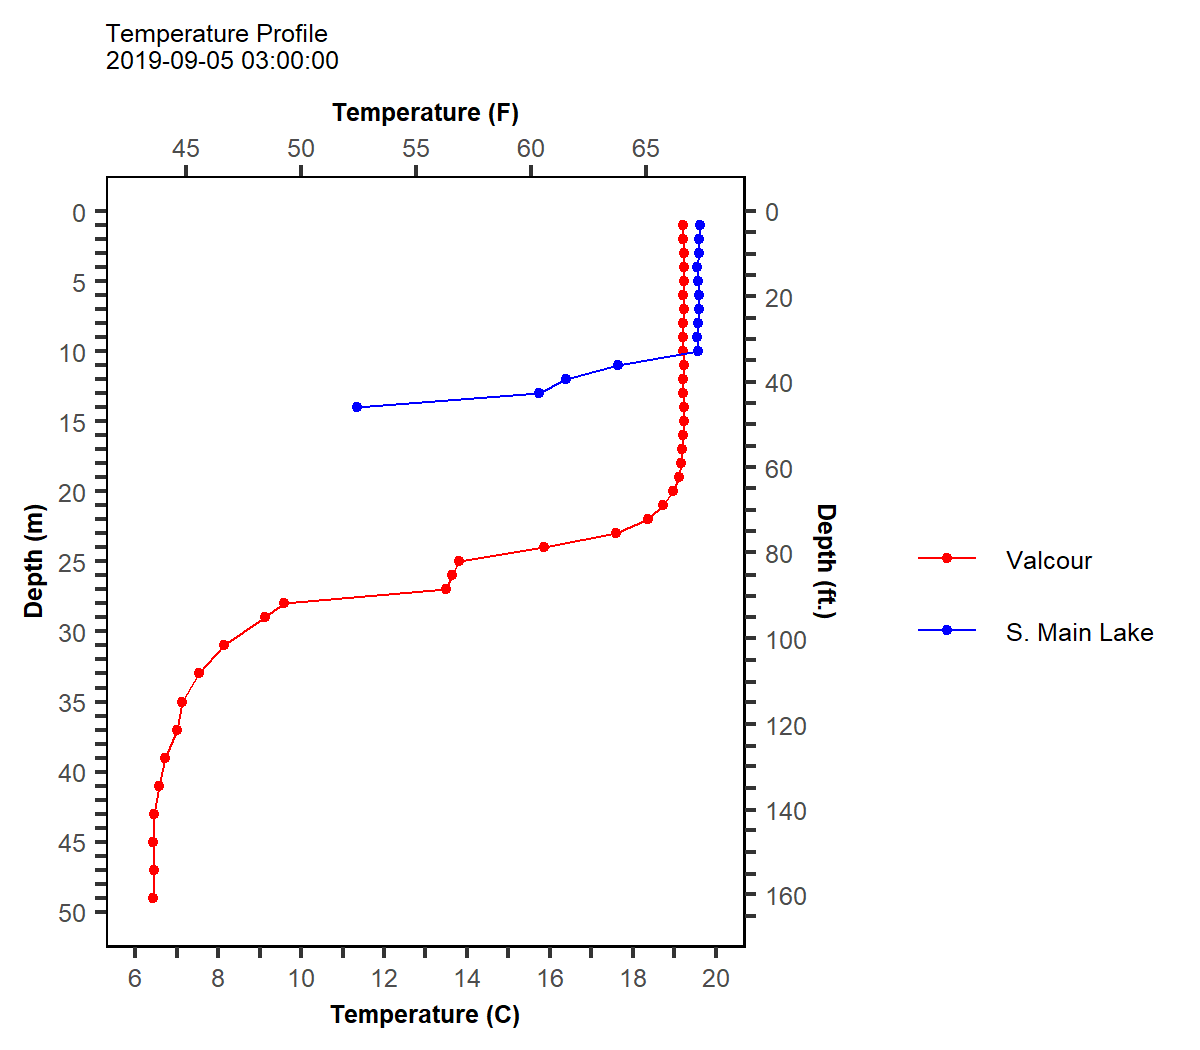 Temperature Profile
2019-09-05 03:00:00
Temperature (F)
45 50 55 60 65
0 0
5
20
10
40
15
60
20
80
25
100
30
120
35
40
140
45
160
50
Depth (m)
Depth (ft.)
Valcour
S. Main Lake
6 8 10 12 14 16 18 20
Temperature (C)